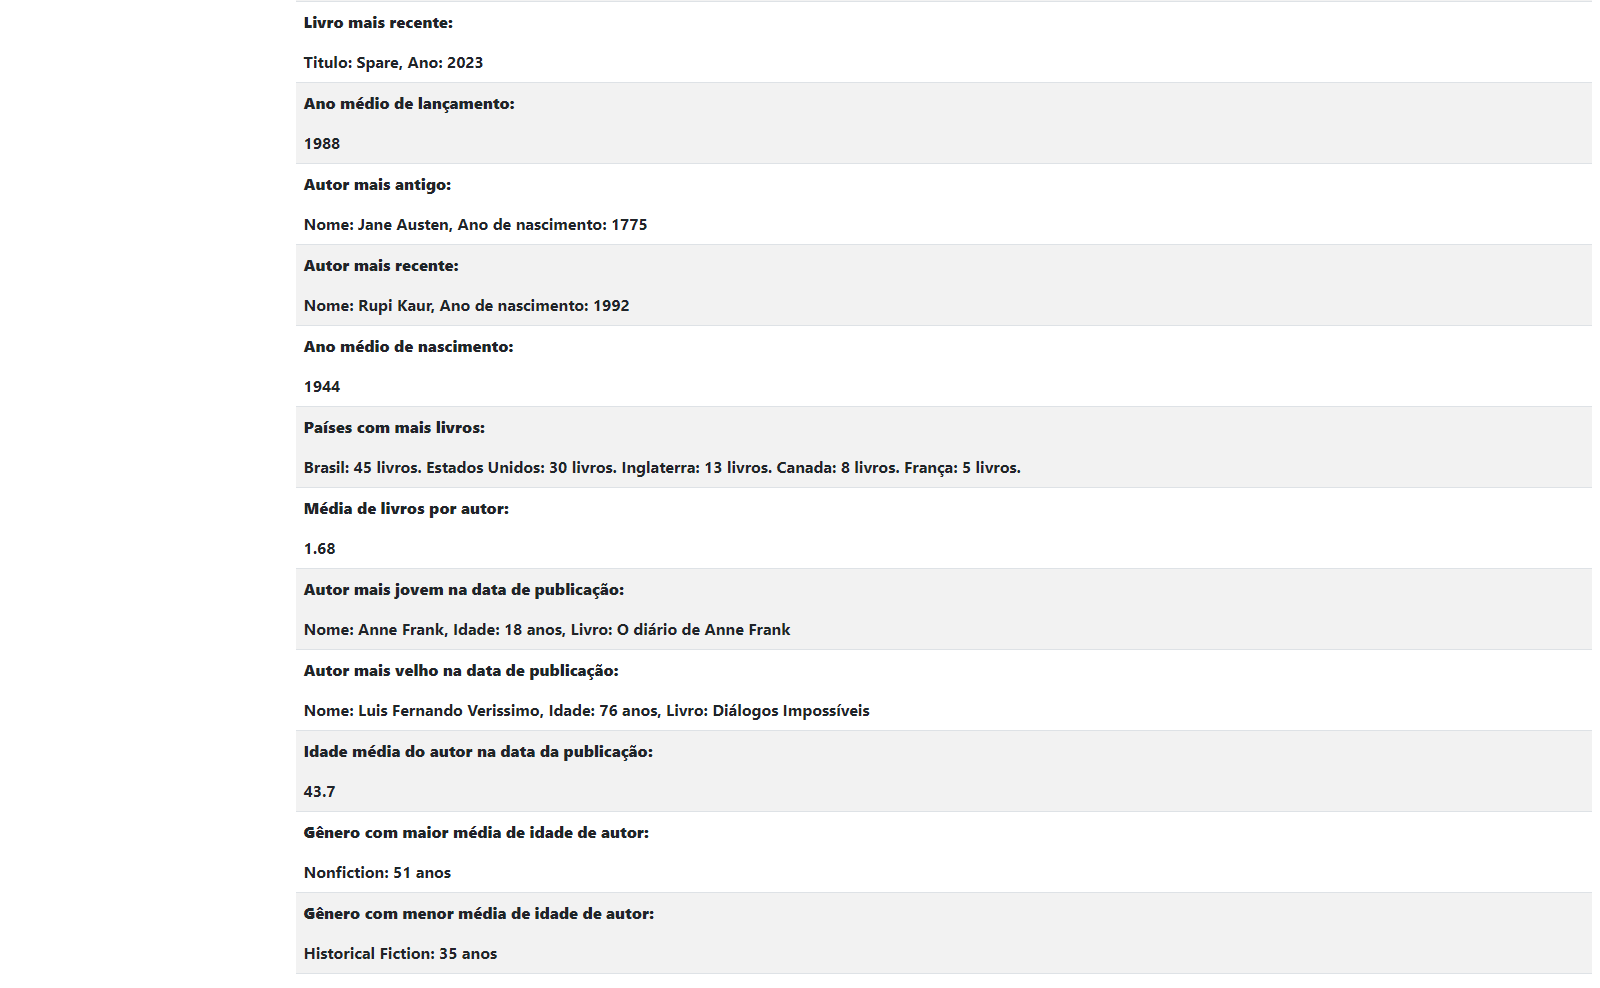 Livro mais recente:
Titulo: Spare, Ano: 2023
Ano médio de lançamento:
1988
Autor mais antigo:
Nome: Jane Austen, Ano de nascimento: 1775
Autor mais recente:
Nome: Rupi Kaur, Ano de nascimento: 1992
Ano médio de nascimento:
1944
Países com mais livros:
Brasil: 45 livros. Estados Unidos: 30 livros. Inglaterra: 13 livros. Canada: 8 livros. França: 5 livros.
Média de livros por autor:
1.68
Autor mais jovem na data de publicação:
Nome: Anne Frank, Idade: 18 anos, Livro: O diário de Anne Frank
Autor mais velho na data de publicação:
Nome: Luis Fernando Verissimo, Idade: 76 anos, Livro: Diálogos Impossíveis
Idade média do autor na data da publicação:
43.7
Gênero com maior média de idade de autor:
Nonfiction: 51 anos
Gênero com menor média de idade de autor:
Historical Fiction: 35 anos